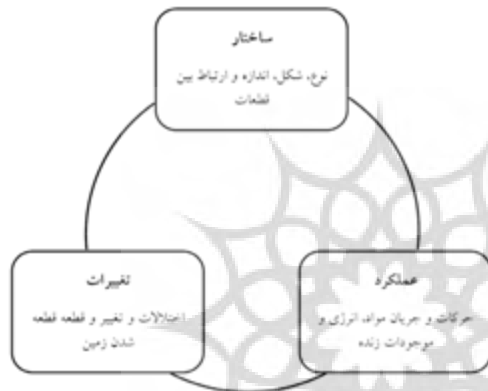 ساختار
نوع، شکل، اندازه و ارتباط بین
قطعات
تغییرات
اختلالات و تغییر و قطعه قطعه
شدن زمین
عملکرد
حرکات و جریان مواد، انرژی و
موجودات زنده